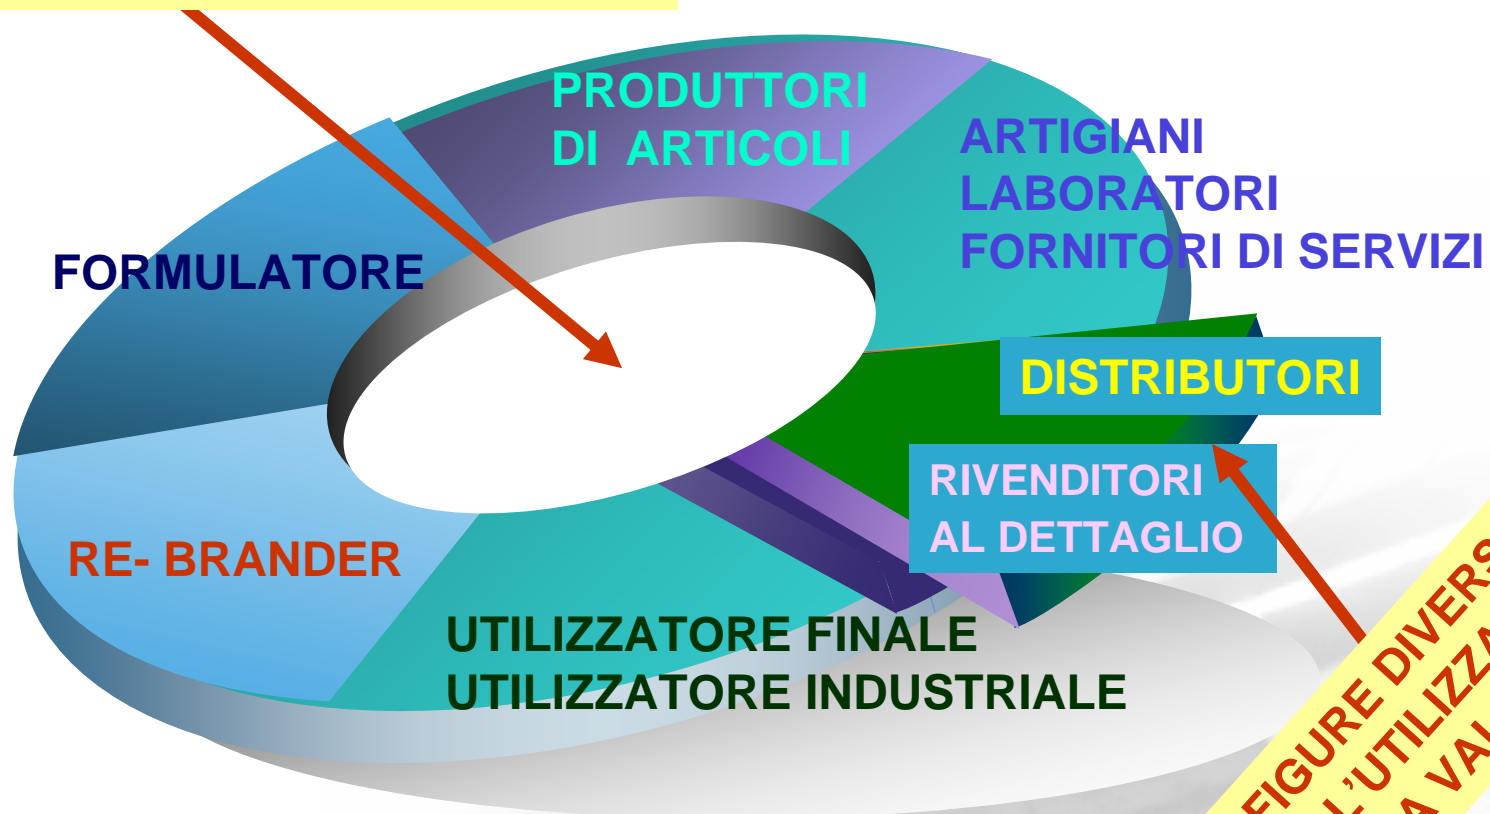 PRODUTTORI
DI ARTICOLI
ARTIGIANI
LABORATORI
FORNITORI DI SERVIZI
FORMULATORE
DISTRIBUTORI
RIVENDITORI
AL DETTAGLIO
RE- BRANDER
UTILIZZATORE FINALE
UTILIZZATORE INDUSTRIALE
FIGURE